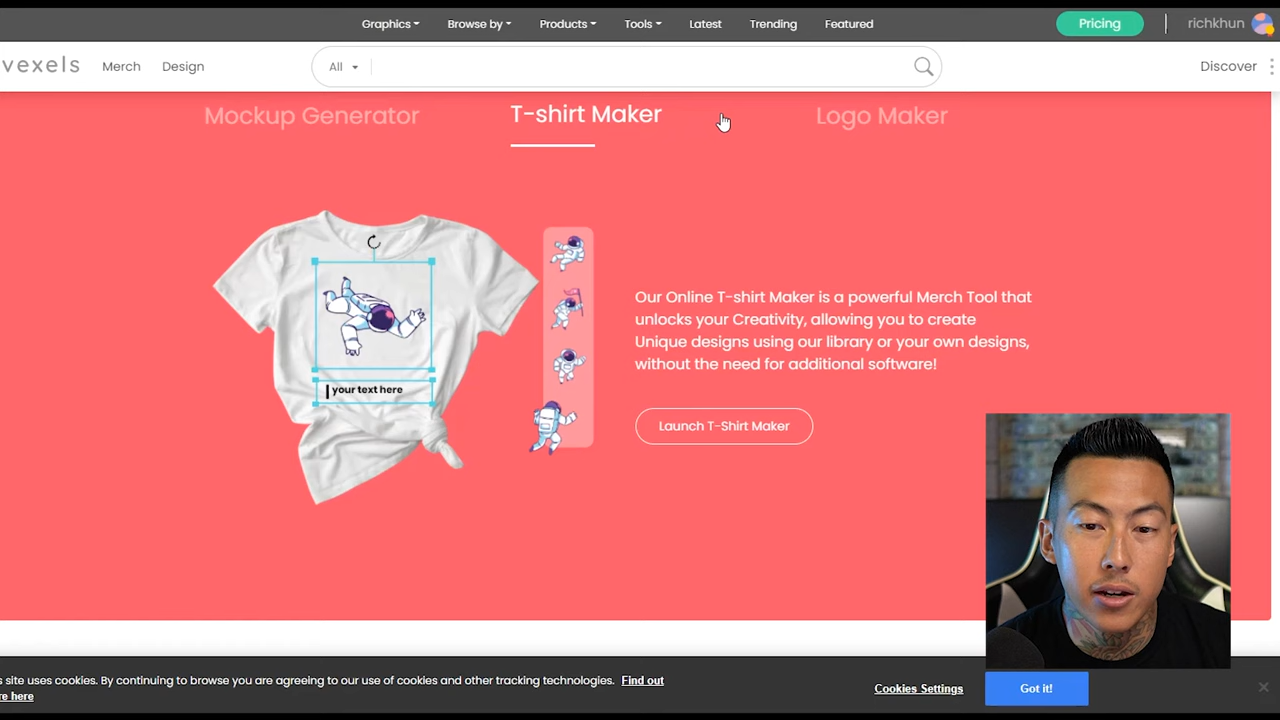 Graphics Browse by Products Tools Latest Trending Featured Pricing richkhun
vexels Merch Design All Discover
Mockup Generator T-shirt Maker Logo Maker
your text here
Our Online T-shirt Maker is a powerful Merch Tool that
unlocks your Creativity, allowing you to create
Unique designs using our library or your own designs,
without the need for additional software!
Launch T-Shirt Maker
s site uses cookies. By continuing to browse you are agreeing to our use of cookies and other tracking technologies. Find out
re here
Cookies Settings Got it!